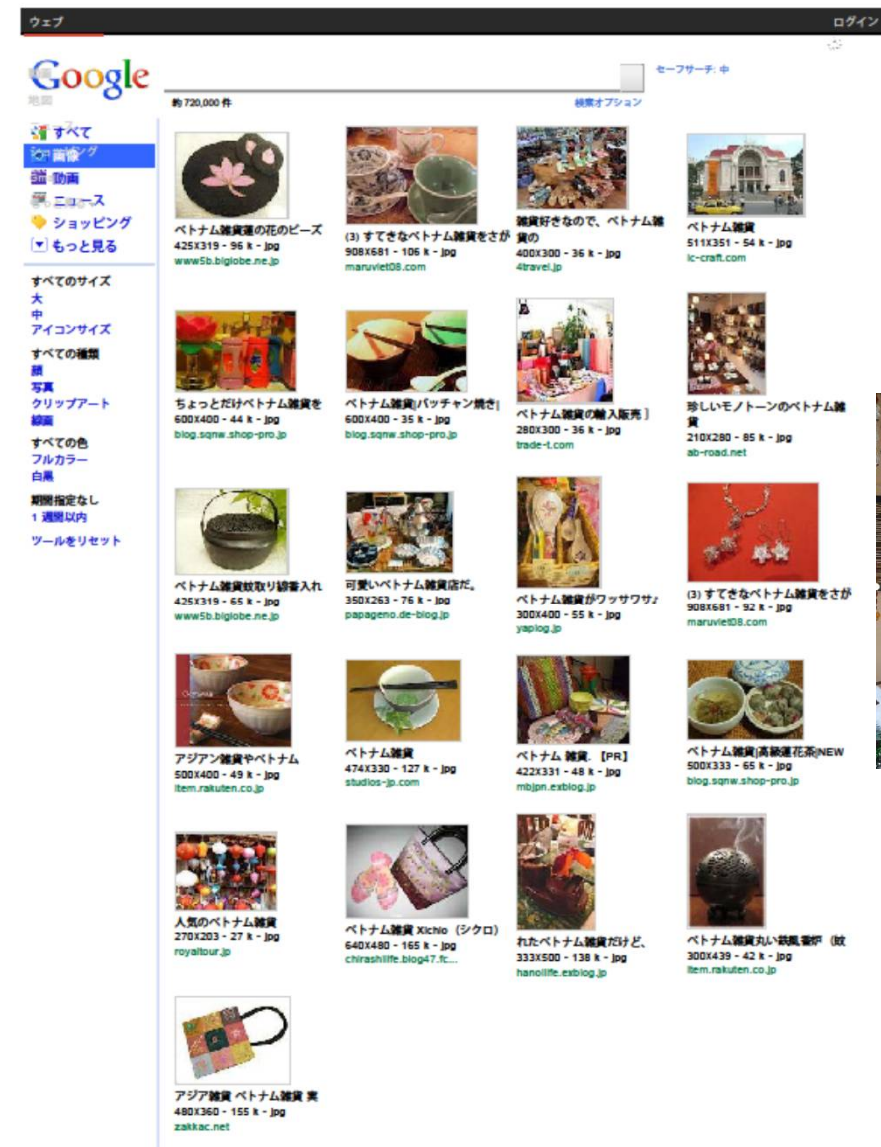 ウェブ
ログイン
Google
セーフサーチ: 中
地図
約 720,000 件
検索オプション
すべて
画像
動画
ニュース
ショッピング
もっと見る
すべてのサイズ
大
中
アイコンサイズ
すべての種類
顔
写真
クリップアート
線画
すべての色
フルカラー
白黒
期間指定なし
1 週間以内
ツールをリセット
ベトナム雑貨蓮の花のビーズ
425X319 - 96 k - jpg
www5b.biglobe.ne.jp
(3) すてきなベトナム雑貨をさが
908X681 - 106 k - jpg
maruviet08.com
雑貨好きなので、ベトナム雑
貨の
400X300 - 36 k - jpg
4travel.jp
ベトナム雑貨
511X351 - 54 k - jpg
ic-craft.com
ちょっとだけベトナム雑貨を
600X400 - 44 k - jpg
blog.sqnw.shop-pro.jp
ベトナム雑貨|バッチャン焼き|
600X400 - 35 k - jpg
blog.sqnw.shop-pro.jp
ベトナム雑貨の輸入販売 ]
280X300 - 36 k - jpg
trade-t.com
珍しいモノトーンのベトナム雑
貨
210X280 - 85 k - jpg
ab-road.net
ベトナム雑貨蚊取り線香入れ
425X319 - 65 k - jpg
www5b.biglobe.ne.jp
可愛いベトナム雑貨店だ。
350X263 - 76 k - jpg
papageno.de-blog.jp
ベトナム雑貨がワッサワサ♪
300X400 - 55 k - jpg
yaplog.jp
(3) すてきなベトナム雑貨をさが
908X681 - 92 k - jpg
maruviet08.com
アジアン雑貨やベトナム
500X400 - 49 k - jpg
item.rakuten.co.jp
ベトナム雑貨
474X330 - 127 k - jpg
studios-jp.com
ベトナム 雑貨. 【PR】
422X331 - 48 k - jpg
mbjpn.exblog.jp
ベトナム雑貨|高級蓮花茶|NEW
500X333 - 65 k - jpg
blog.sqnw.shop-pro.jp
人気のベトナム雑貨
270X203 - 27 k - jpg
royaltour.jp
ベトナム雑貨 Xichlo（シクロ）
640X480 - 165 k - jpg
chirashilife.blog47.fc...
れたベトナム雑貨だけど、
333X500 - 138 k - jpg
hanoilife.exblog.jp
ベトナム雑貨丸い鉄風香炉（蚊
300X439 - 42 k - jpg
item.rakuten.co.jp
アジア雑貨 ベトナム雑貨 実
480X360 - 155 k - jpg
zakkac.net